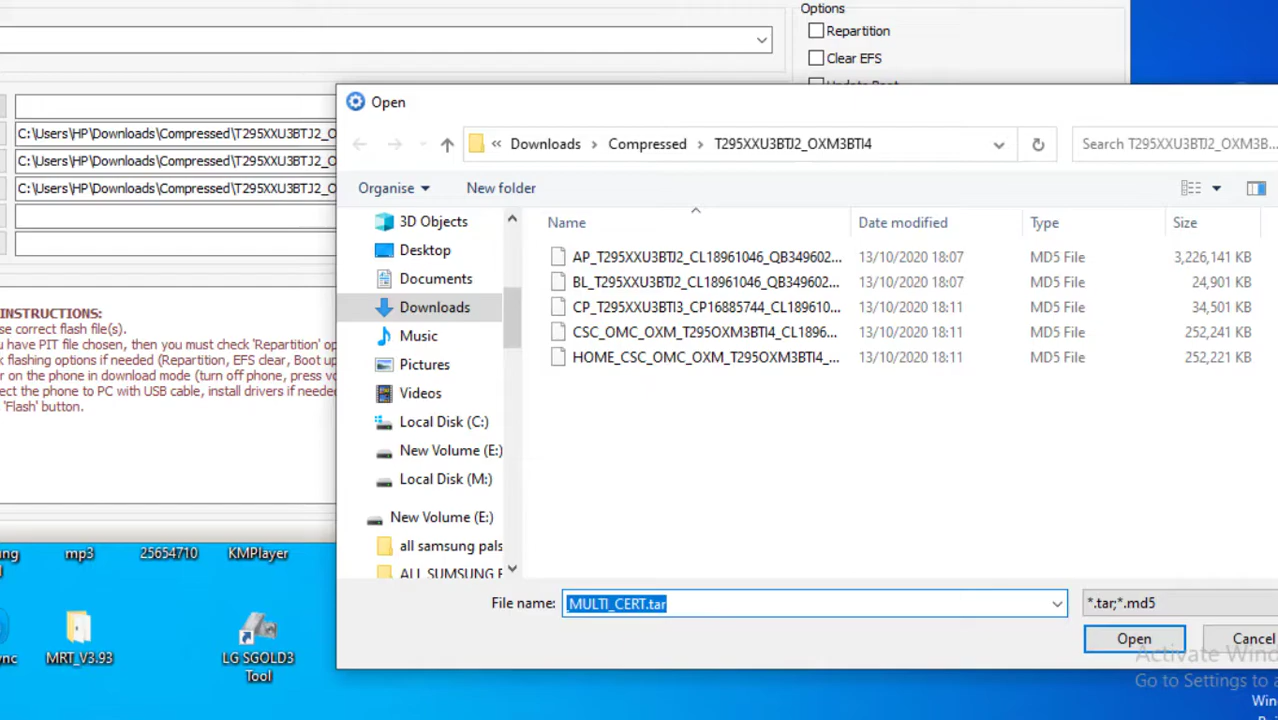 Options
Repartition
Clear EFS
Open
« Downloads › Compressed › T295XXU3BTJ2_OXM3BTI4
Search T295XXU3BTJ2_OXM3B...
Organise
New folder
C:\Users\HP\Downloads\Compressed\T295XXU3BTJ2_O
C:\Users\HP\Downloads\Compressed\T295XXU3BTJ2_O
C:\Users\HP\Downloads\Compressed\T295XXU3BTJ2_O
INSTRUCTIONS:
se correct flash file(s).
u have PIT file chosen, then you must check 'Repartition' op
k flashing options if needed (Repartition, EFS clear, Boot up
r on the phone in download mode (turn off phone, press vo
ect the phone to PC with USB cable, install drivers if neede
'Flash' button.
3D Objects
Desktop
Documents
Downloads
Music
Pictures
Videos
Local Disk (C:)
New Volume (E:)
Local Disk (M:)
New Volume (E:)
all samsung pals
ALL SUMSUNG F
Name Date modified Type Size
AP_T295XXU3BTJ2_CL18961046_QB349602... 13/10/2020 18:07 MD5 File 3,226,141 KB
BL_T295XXU3BTJ2_CL18961046_QB349602... 13/10/2020 18:07 MD5 File 24,901 KB
CP_T295XXU3BTI3_CP16885744_CL189610... 13/10/2020 18:11 MD5 File 34,501 KB
CSC_OMC_OXM_T295OXM3BTI4_CL1896... 13/10/2020 18:11 MD5 File 252,241 KB
HOME_CSC_OMC_OXM_T295OXM3BTI4_... 13/10/2020 18:11 MD5 File 252,221 KB
File name: MULTI_CERT.tar
*.tar;*.md5
Open
Cancel
Activate Wind
Go to Settings to a
Win
ng
mp3
25654710
KMPlayer
nc
MRT_V3.93
LG SGOLD3
Tool